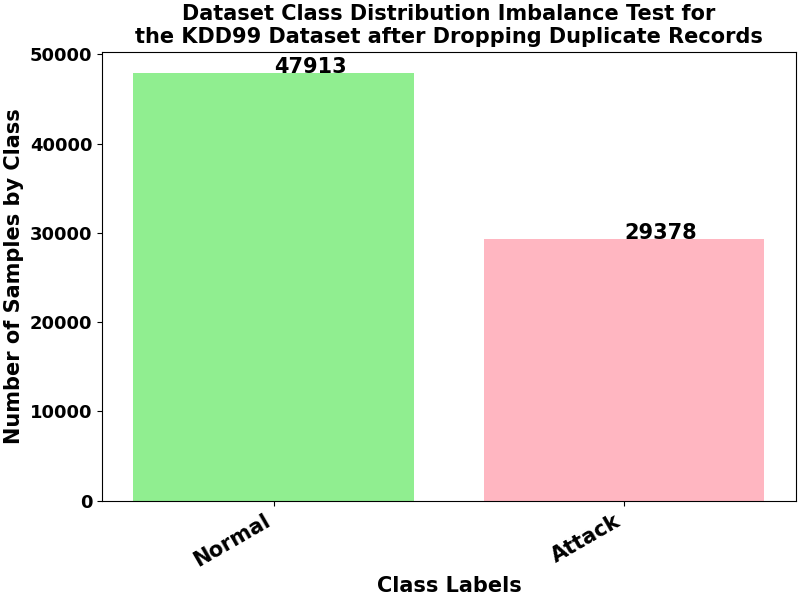 Dataset Class Distribution Imbalance Test for
the KDD99 Dataset after Dropping Duplicate Records
Number of Samples by Class
50000
40000
30000
20000
10000
0
47913
29378
Normal
Attack
Class Labels